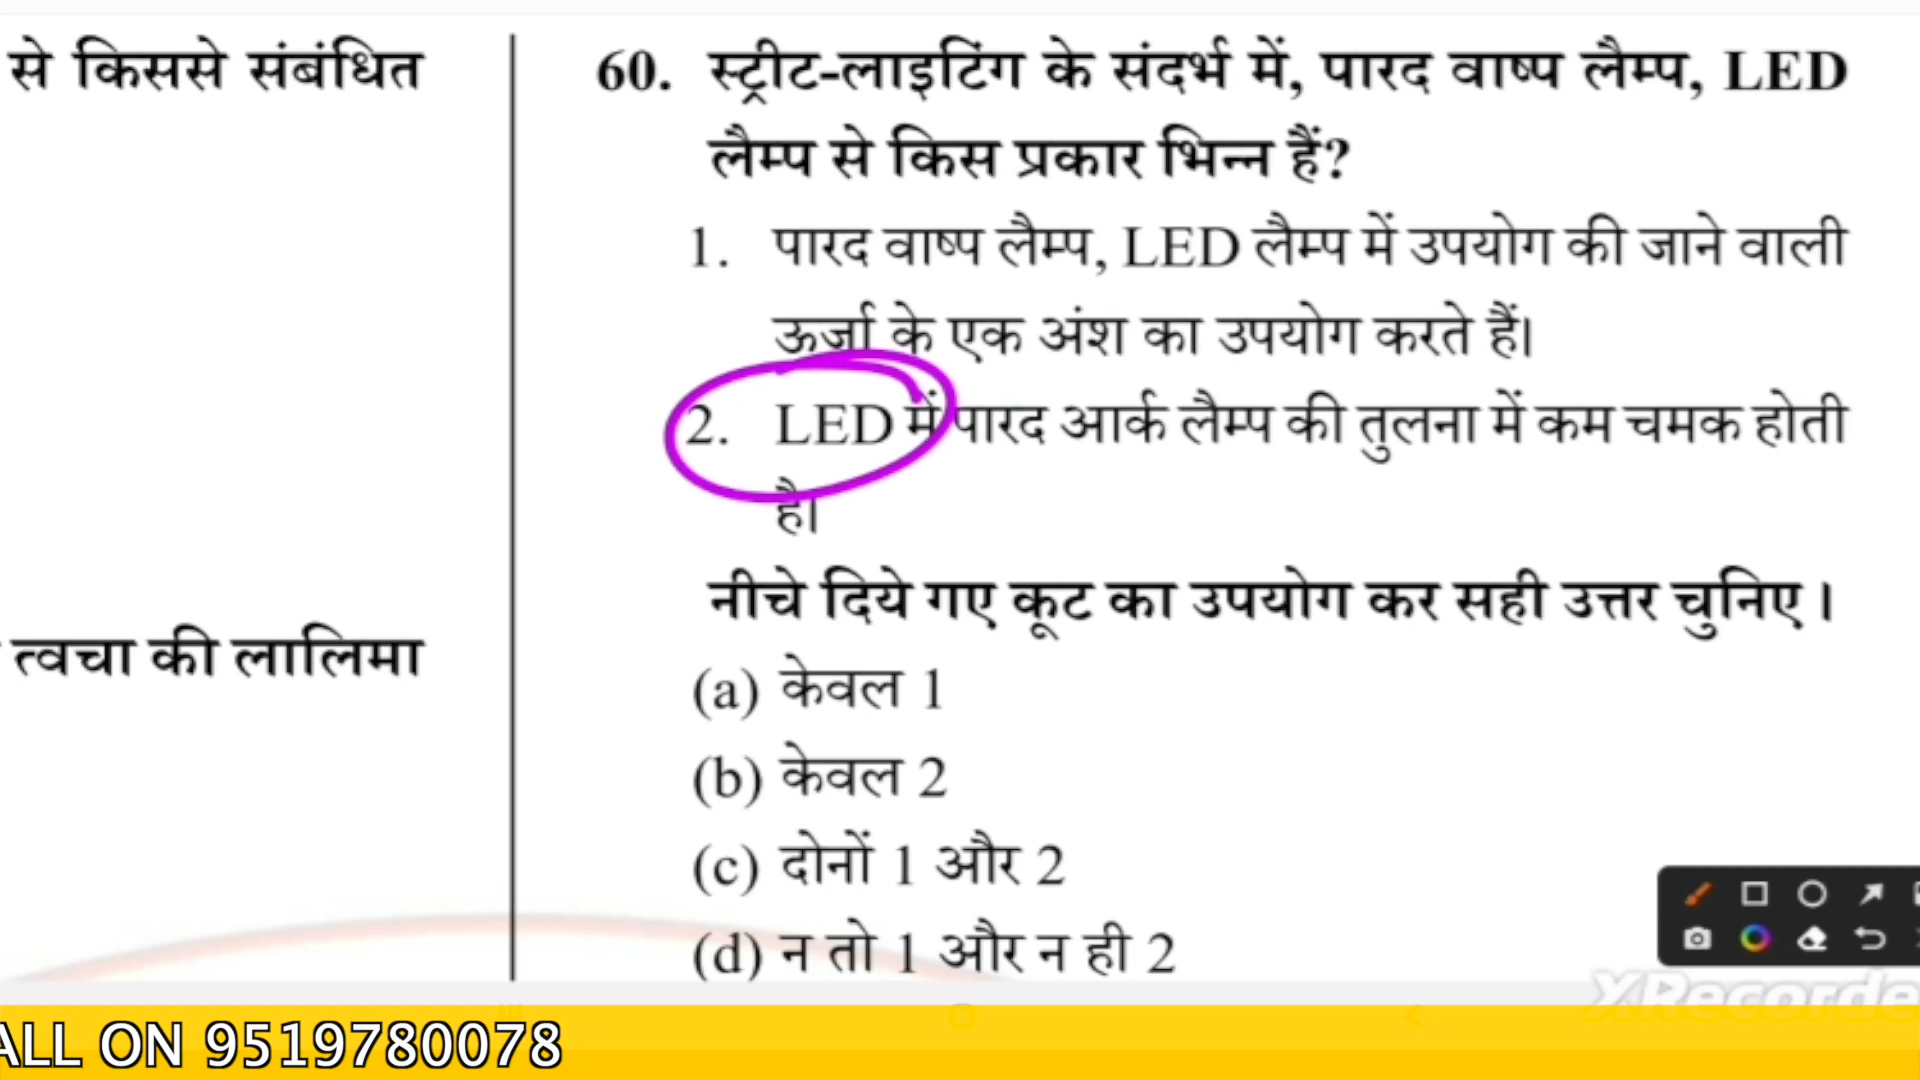 से किससे संबंधित
त्वचा की लालिमा
60. स्ट्रीट-लाइटिंग के संदर्भ में, पारद वाष्प लैम्प, LED
लैम्प से किस प्रकार भिन्न हैं?
1. पारद वाष्प लैम्प, LED लैम्प में उपयोग की जाने वाली
ऊर्जा के एक अंश का उपयोग करते हैं।
2. LED में पारद आर्क लैम्प की तुलना में कम चमक होती
है।
नीचे दिये गए कूट का उपयोग कर सही उत्तर चुनिए।
(a) केवल 1
(b) केवल 2
(c) दोनों 1 और 2
(d) न तो 1 और न ही 2
XRecorde
ALL ON 9519780078